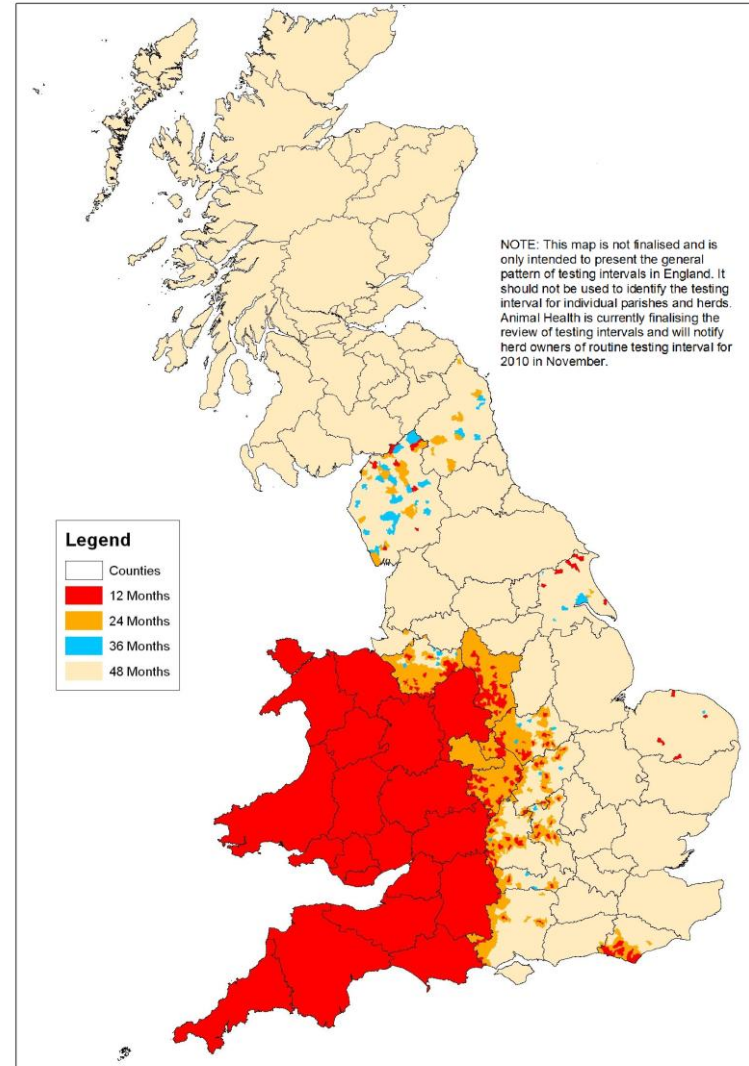 NOTE: This map is not finalised and is
only intended to present the general
pattern of testing intervals in England. It
should not be used to identify the testing
interval for individual parishes and herds.
Animal Health is currently finalising the
review of testing intervals and will notify
herd owners of routine testing interval for
2010 in November.
Legend
Counties
12 Months
24 Months
36 Months
48 Months